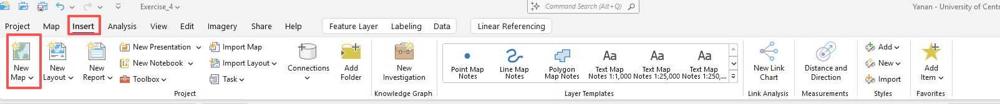 Exercise_4
Command Search (Alt+Q)
Yanan - University of Centr
Project Map Insert Analysis View Edit Imagery Share Help Feature Layer Labeling Data Linear Referencing
New Map
New Layout
New Report
New Presentation
New Notebook
Toolbox
Import Map
Import Layout
Task
Connections
Add Folder
Project
New Investigation
Knowledge Graph
Point Map Notes
Line Map Notes
Polygon Map Notes
Aa Text Map Notes 1:1,000
Aa Text Map Notes 1:25,000
Aa Text Map Notes 1:250,...
Layer Templates
New Link Chart
Link Analysis
Distance and Direction
Measurements
Add
New
Import
Styles
Add Item
Favorites